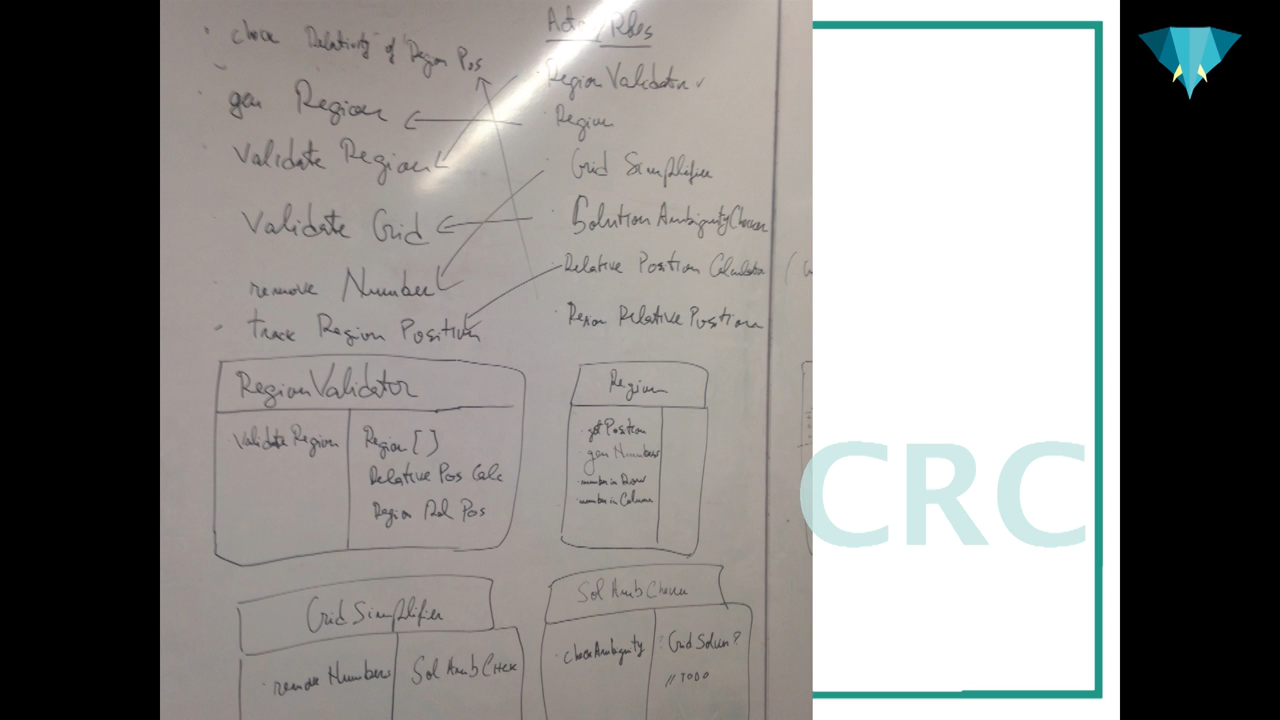 check Relativity of Region Pos
gen Region
Validate Region
Validate Grid
remove Number
track Region Position
Actors/Roles
Region Validator
Region
Grid Simplifier
Solution Ambiguity Checker
Relative Position Calculator
Region Relative Position
Region Validator
Validate Region
Region []
Relative Pos Calc
Region Rel Pos
Region
getPosition
gen Numbers
number in Row
number in Column
Grid Simplifier
remove Numbers
Sol Amb Check
Sol Amb Checker
checkAmbiguity
Grid Solver?
// TODO
CRC